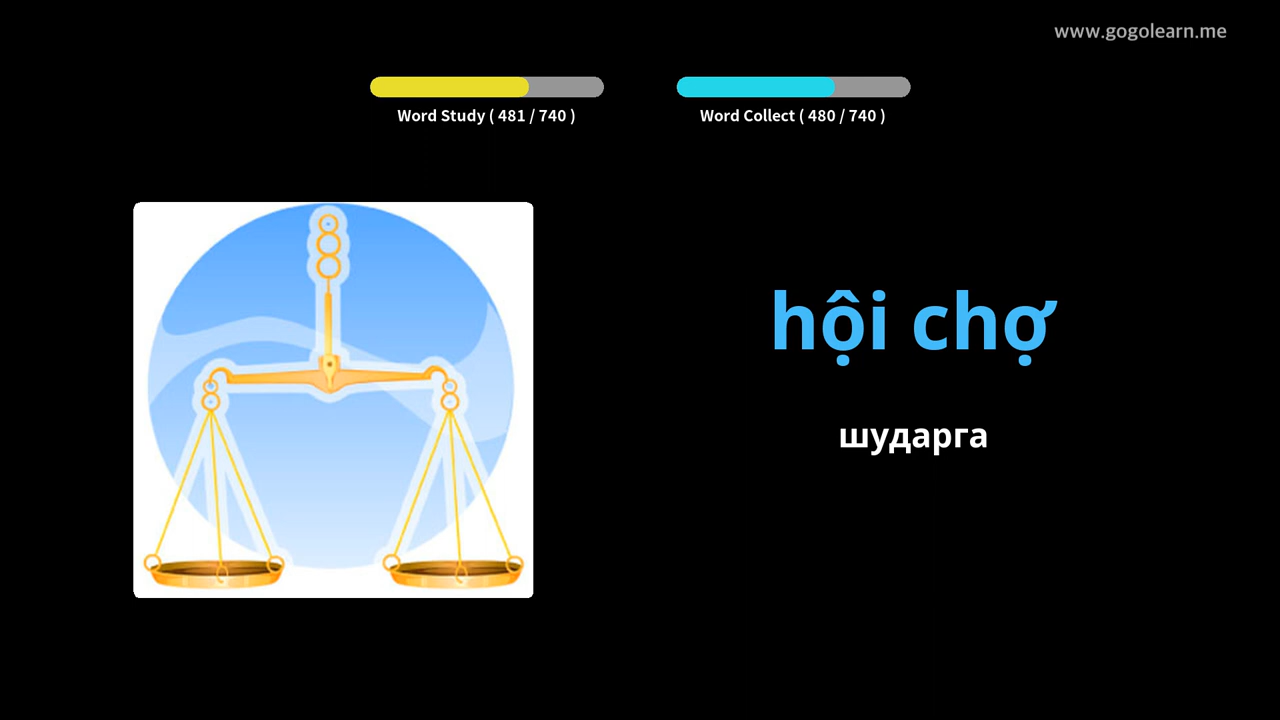 www.gogolearn.me
Word Study ( 481 / 740 )
Word Collect ( 480 / 740 )
hội chợ
шударга